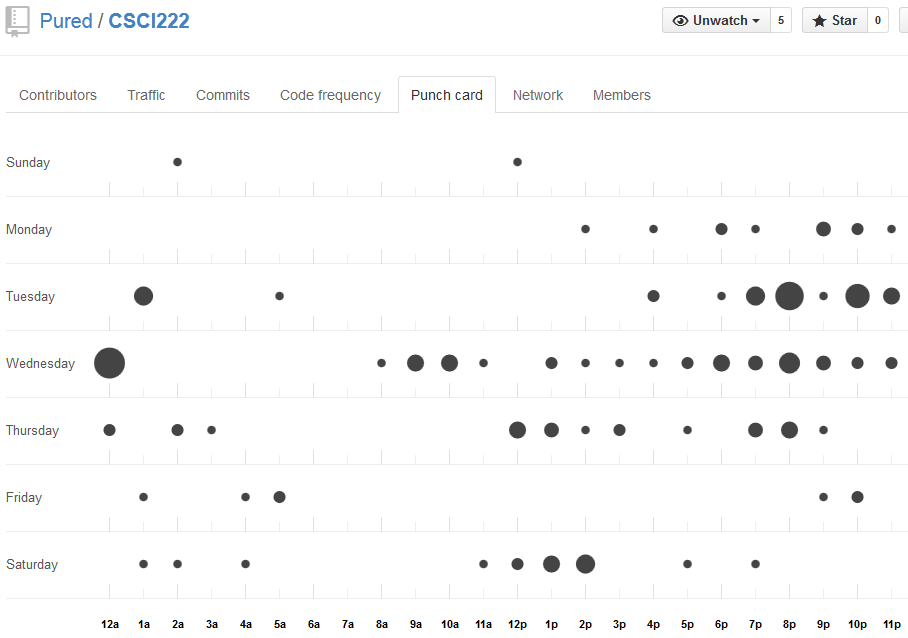 Pured / CSCI222 Unwatch 5 Star 0
Contributors Traffic Commits Code frequency Punch card Network Members
Sunday
Monday
Tuesday
Wednesday
Thursday
Friday
Saturday
12a 1a 2a 3a 4a 5a 6a 7a 8a 9a 10a 11a 12p 1p 2p 3p 4p 5p 6p 7p 8p 9p 10p 11p